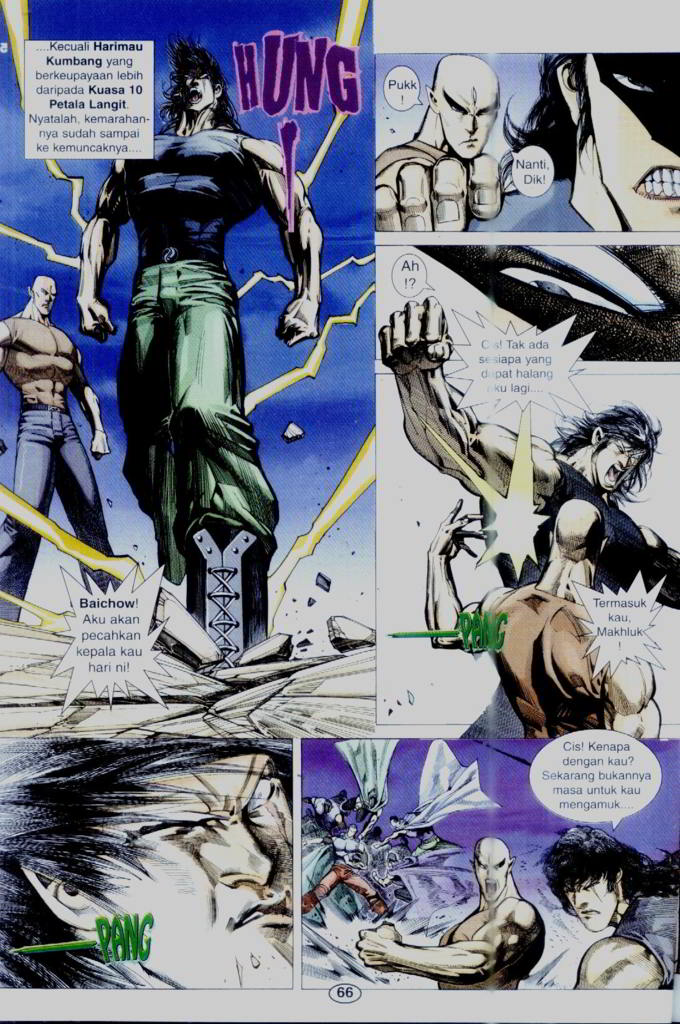 ....Kecuali Harimau
Kumbang yang
berkeupayaan lebih
daripada Kuasa 10
Petala Langit.
Nyatalah, kemarahan-
nya sudah sampai
ke kemuncaknya....
HUNG
!
Baichow!
Aku akan
pecahkan
kepala kau
hari ni!
Pukk
!
Nanti,
Dik!
Ah
!?
Cis! Tak ada
sesiapa yang
dapat halang
aku lagi....
Termasuk
kau,
Makhluk
!
PANG
PANG
Cis! Kenapa
dengan kau?
Sekarang bukannya
masa untuk kau
mengamuk....
66